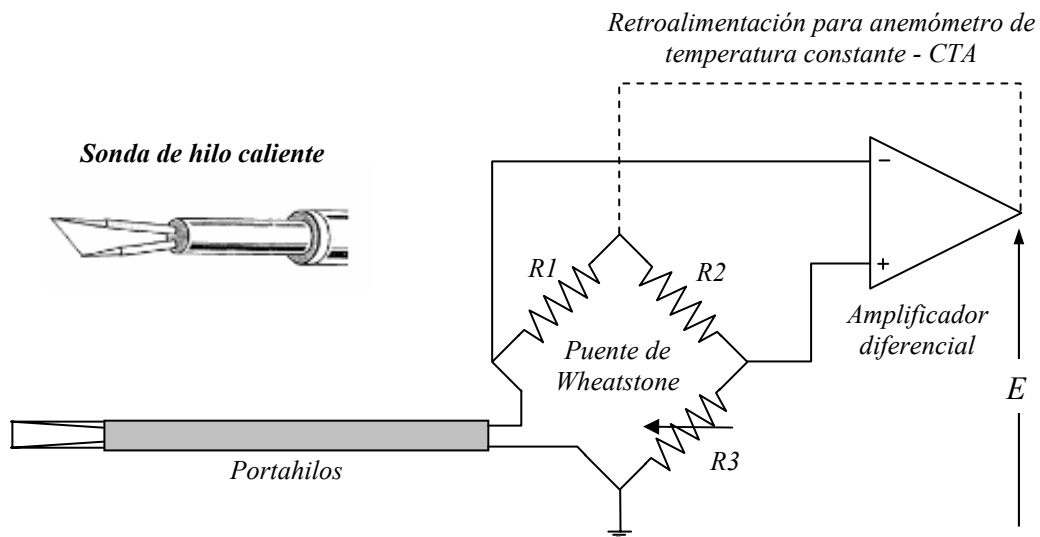 Retroalimentación para anemómetro de
temperatura constante - CTA
Sonda de hilo caliente
−
R1
R2
+
Amplificador
diferencial
Puente de
Wheatstone
E
R3
Portahilos